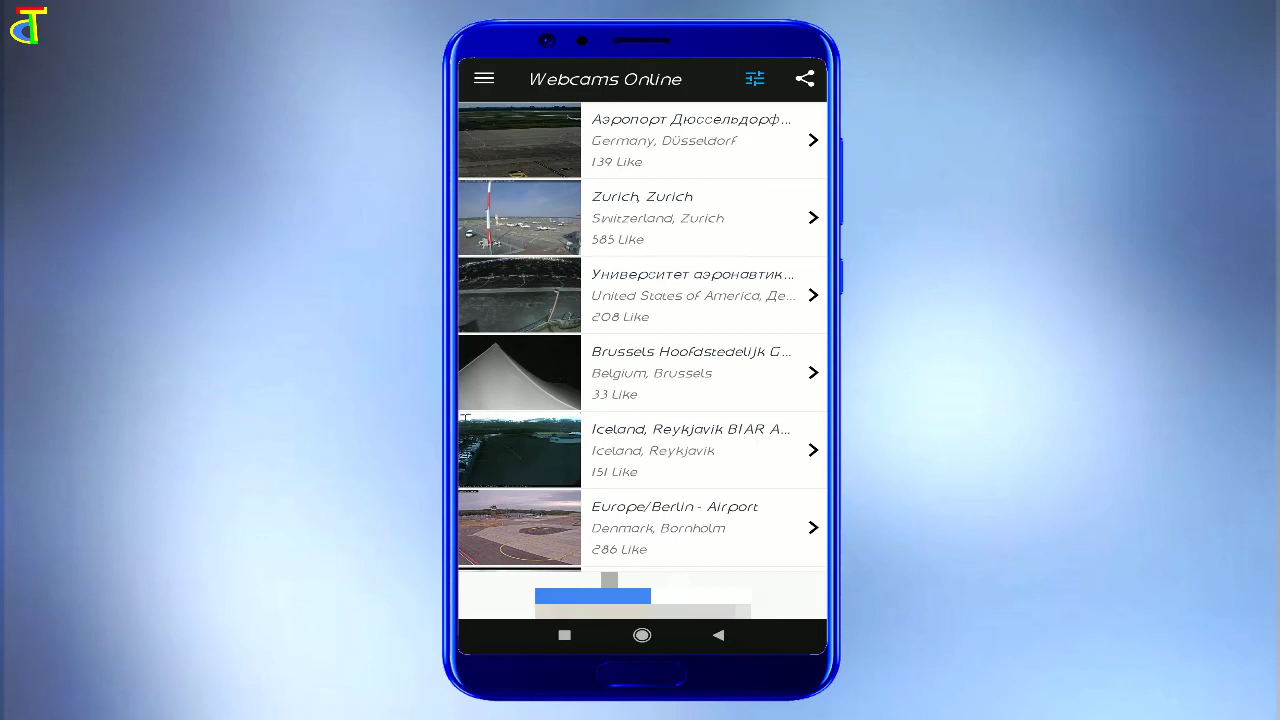 Webcams Online
Аэропорт Дюссельдорф...
Germany, Düsseldorf
139 Like
Zurich, Zurich
Switzerland, Zurich
585 Like
Университет аэронавтик...
United States of America, Де...
208 Like
Brussels Hoofdstedelijk G...
Belgium, Brussels
33 Like
Iceland, Reykjavik BIAR A...
Iceland, Reykjavik
151 Like
Europe/Berlin - Airport
Denmark, Bornholm
286 Like